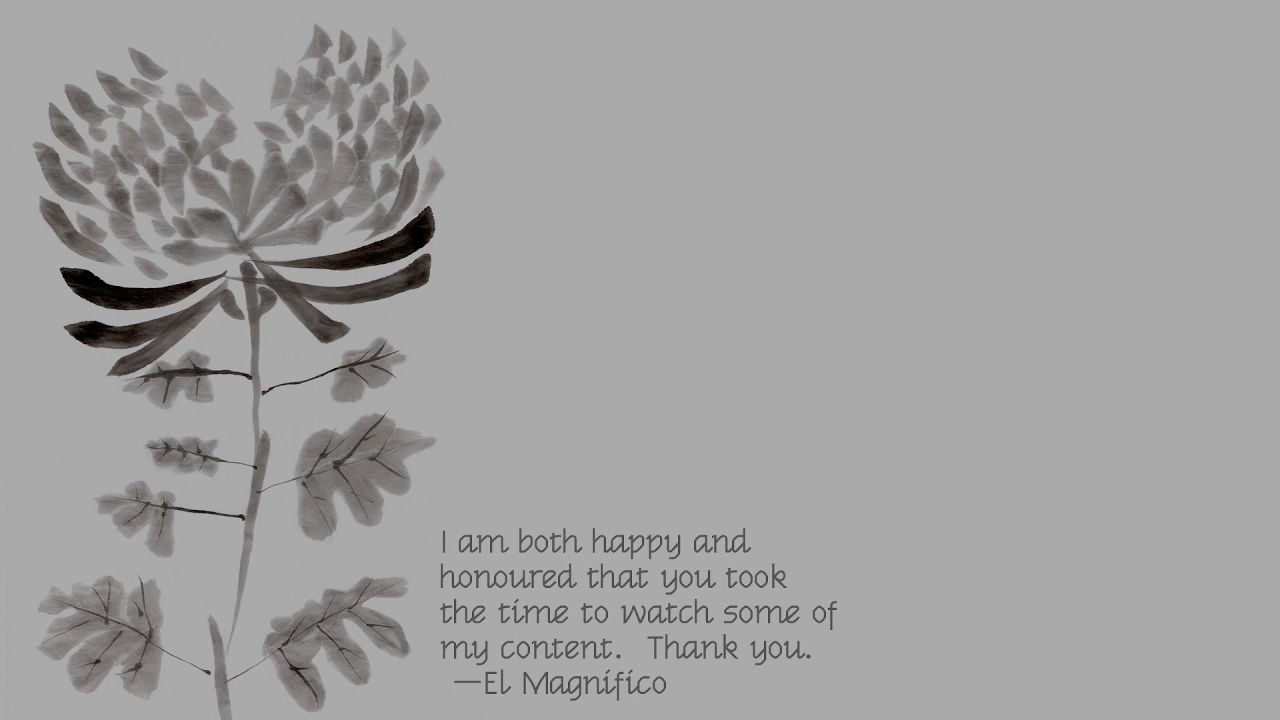 I am both happy and
honoured that you took
the time to watch some of
my content.  Thank you.
—El Magnífico